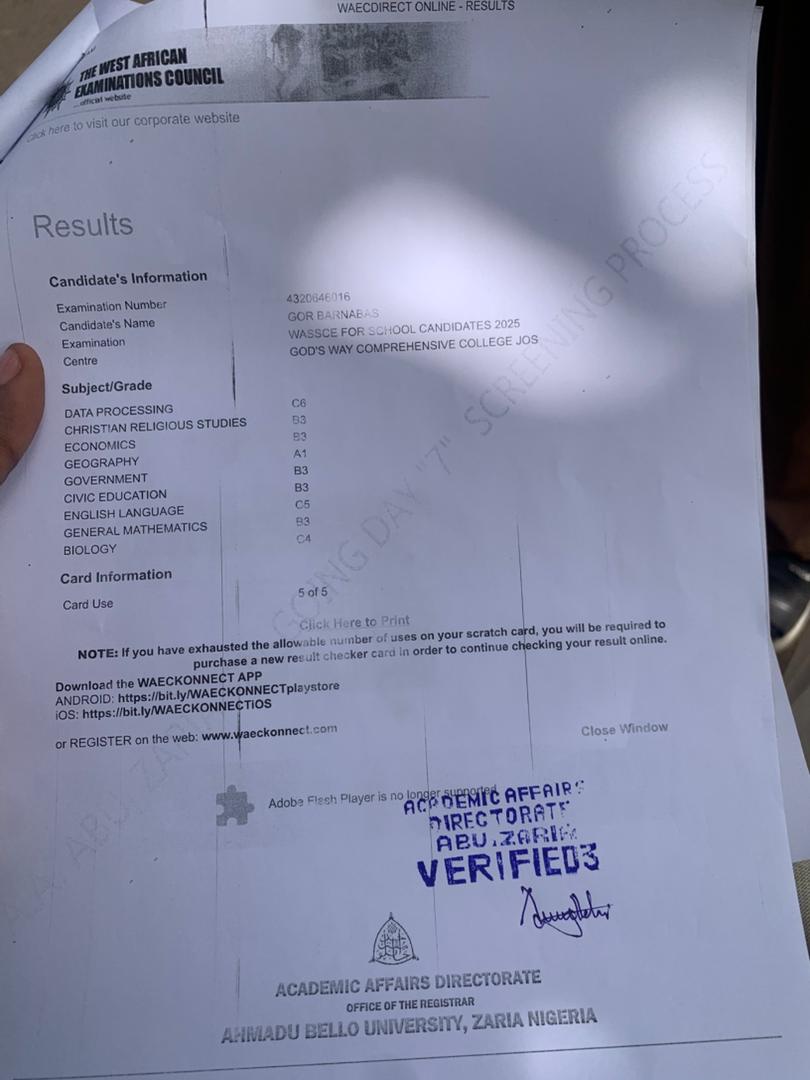 WAECDIRECT ONLINE - RESULTS
THE WEST AFRICAN
EXAMINATIONS COUNCIL
...official website
click here to visit our corporate website
Results
Candidate's Information
Examination Number 4320646016
Candidate's Name GOR BARNABAS
Examination WASSCE FOR SCHOOL CANDIDATES 2025
Centre GOD'S WAY COMPREHENSIVE COLLEGE JOS
Subject/Grade
DATA PROCESSING C6
CHRISTIAN RELIGIOUS STUDIES B3
ECONOMICS B3
GEOGRAPHY A1
GOVERNMENT B3
CIVIC EDUCATION B3
ENGLISH LANGUAGE C5
GENERAL MATHEMATICS B3
BIOLOGY C4
Card Information
Card Use 5 of 5
Click Here to Print
NOTE: If you have exhausted the allowable number of uses on your scratch card, you will be required to
purchase a new result checker card in order to continue checking your result online.
Download the WAECKONNECT APP
ANDROID: https://bit.ly/WAECKONNECTplaystore
iOS: https://bit.ly/WAECKONNECTiOS
or REGISTER on the web: www.waeckonnect.com
Close Window
Adobe Flash Player is no longer supported
ACADEMIC AFFAIRS
DIRECTORATE
ABU, ZARIA
VERIFIED3
ACADEMIC AFFAIRS DIRECTORATE
OFFICE OF THE REGISTRAR
AHMADU BELLO UNIVERSITY, ZARIA NIGERIA
ABU, ZARIA GOING DAY "7" SCREENING PROCESS